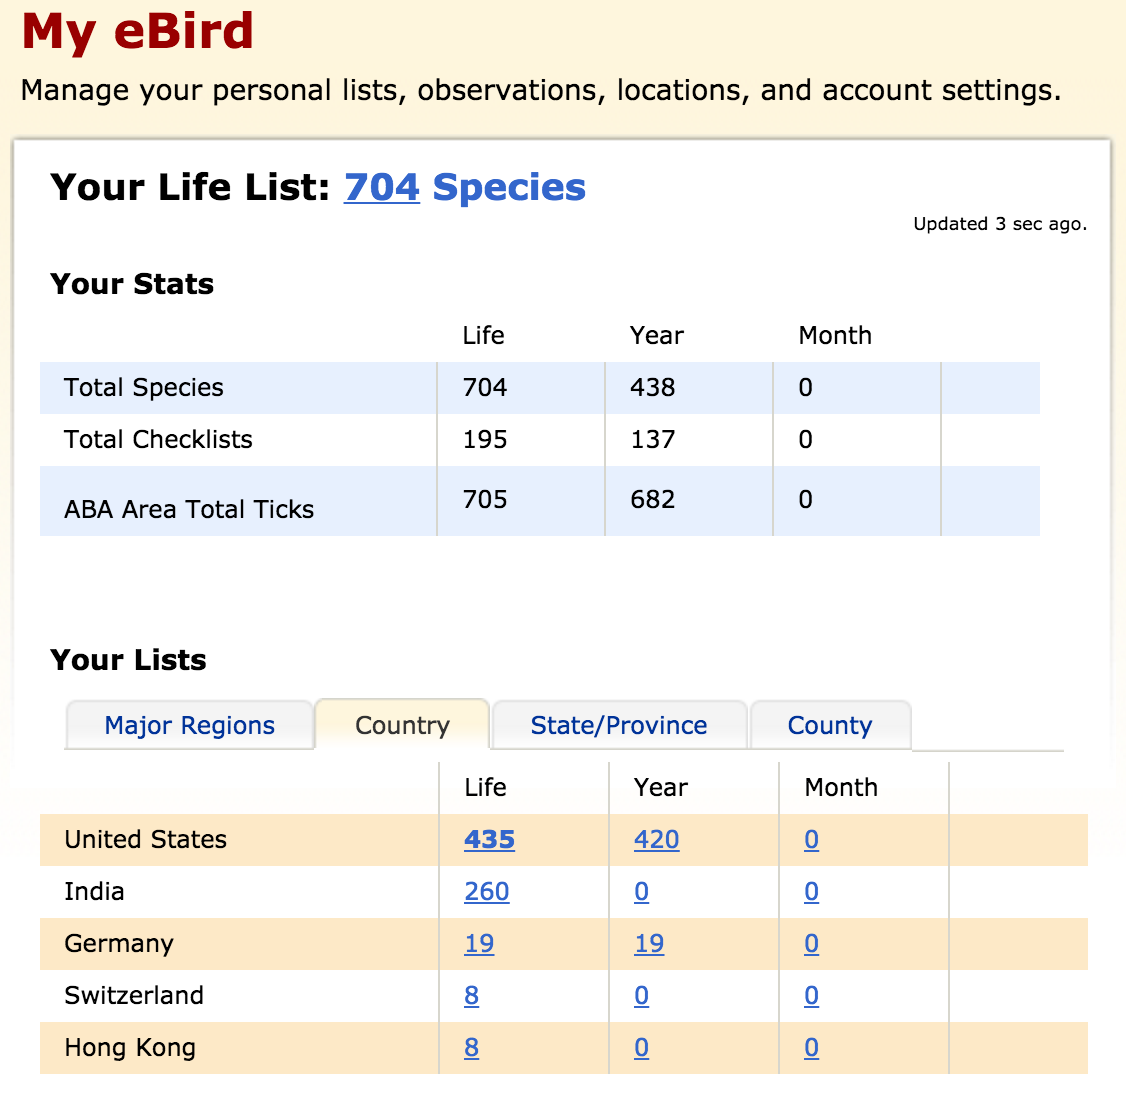 My eBird
Manage your personal lists, observations, locations, and account settings.
Your Life List: 704 Species
Updated 3 sec ago.
Your Stats
Life Year Month
Total Species 704 438 0
Total Checklists 195 137 0
ABA Area Total Ticks 705 682 0
Your Lists
Major Regions Country State/Province County
Life Year Month
United States 435 420 0
India 260 0 0
Germany 19 19 0
Switzerland 8 0 0
Hong Kong 8 0 0